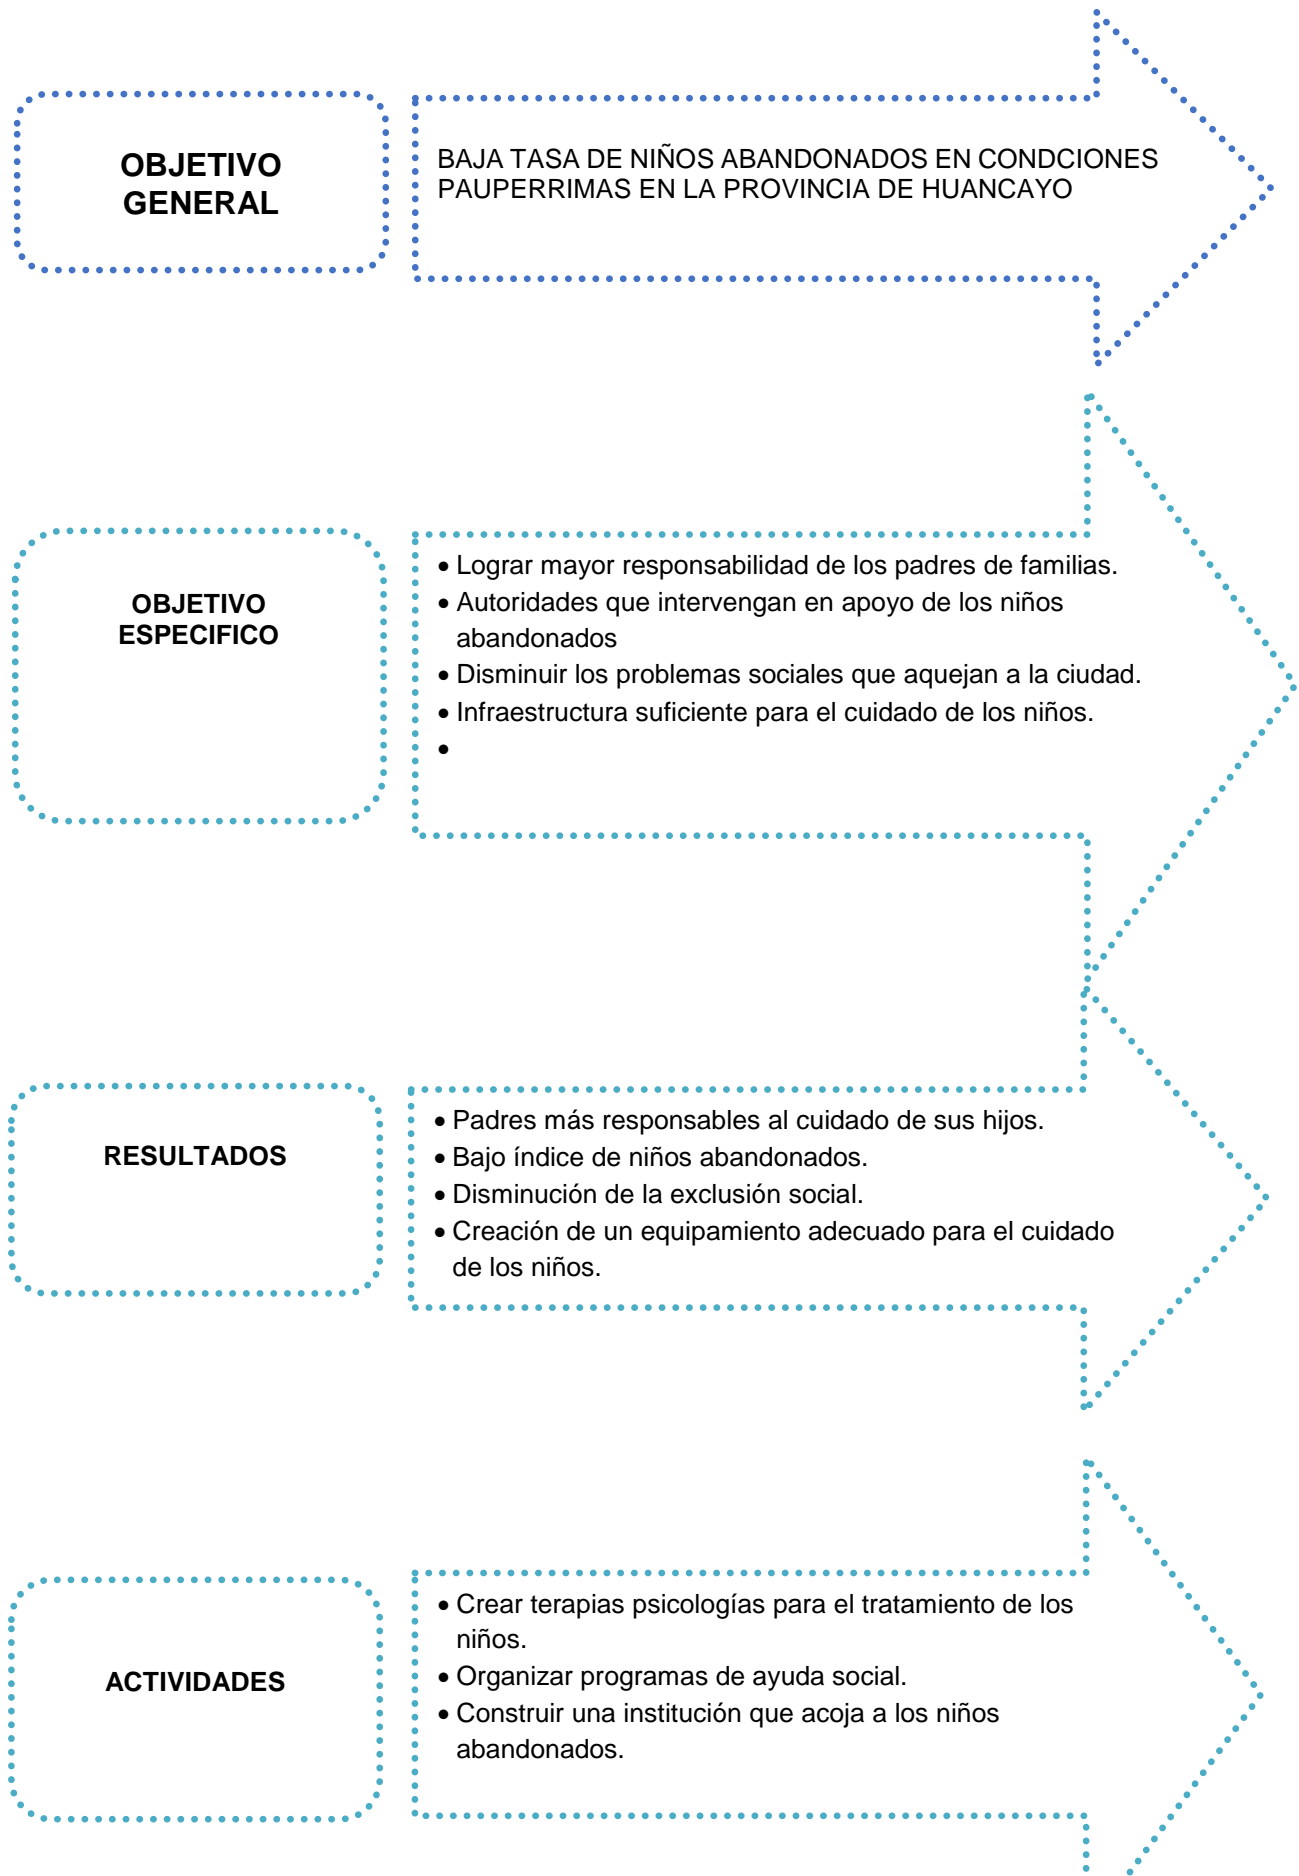 OBJETIVO
GENERAL
BAJA TASA DE NIÑOS ABANDONADOS EN CONDCIONES
PAUPERRIMAS EN LA PROVINCIA DE HUANCAYO
OBJETIVO
ESPECIFICO
• Lograr mayor responsabilidad de los padres de familias.
• Autoridades que intervengan en apoyo de los niños
abandonados
• Disminuir los problemas sociales que aquejan a la ciudad.
• Infraestructura suficiente para el cuidado de los niños.
•
RESULTADOS
• Padres más responsables al cuidado de sus hijos.
• Bajo índice de niños abandonados.
• Disminución de la exclusión social.
• Creación de un equipamiento adecuado para el cuidado
de los niños.
ACTIVIDADES
• Crear terapias psicologías para el tratamiento de los
niños.
• Organizar programas de ayuda social.
• Construir una institución que acoja a los niños
abandonados.